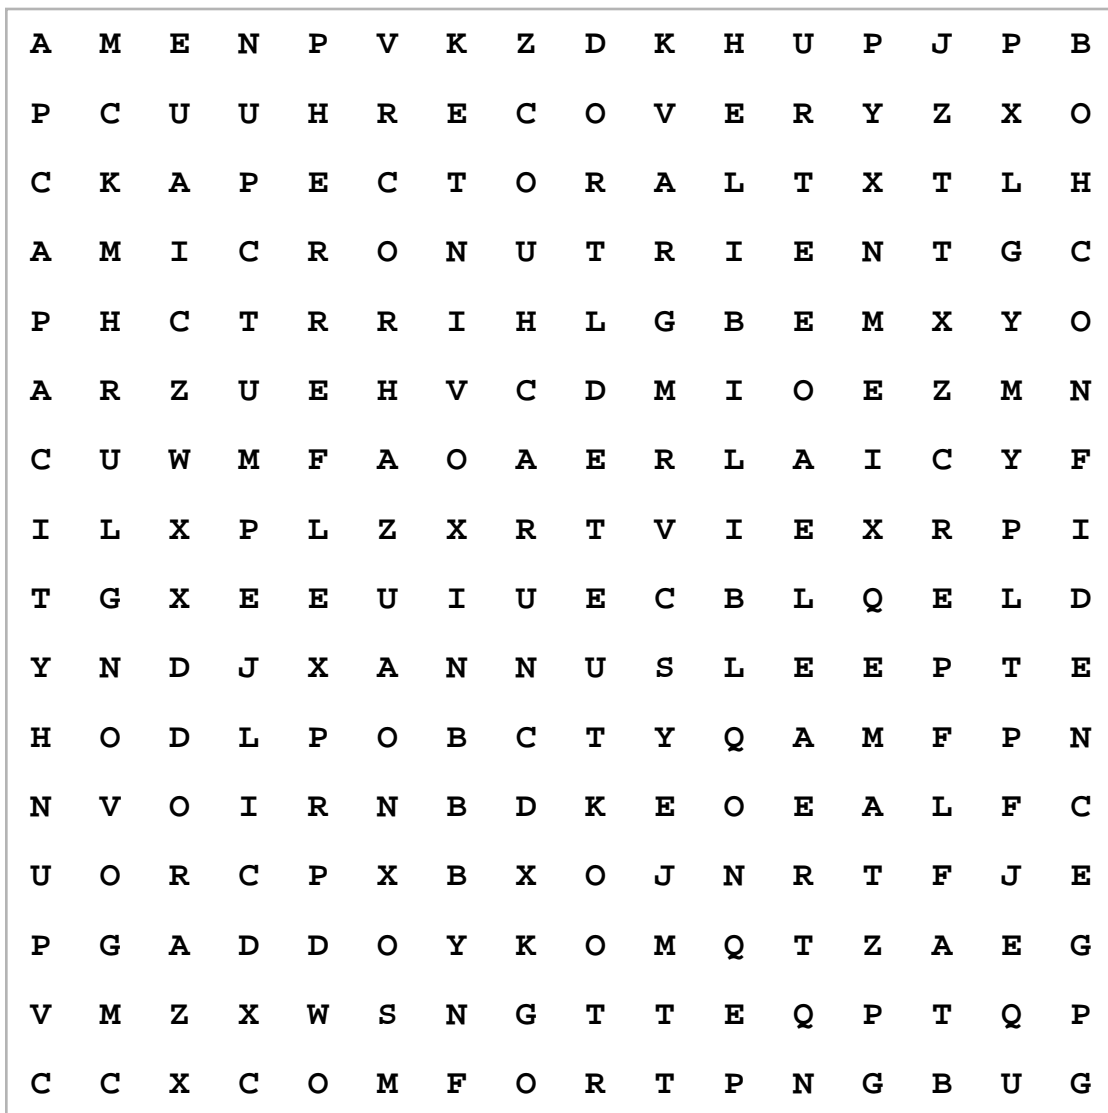 A M E N P V K Z D K H U P J P B
P C U U H R E C O V E R Y Z X O
C K A P E C T O R A L T X T L H
A M I C R O N U T R I E N T G C
P H C T R R I H L G B E M X Y O
A R Z U E H V C D M I O E Z M N
C U W M F A O A E R L A I C Y F
I L X P L Z X R T V I E X R P I
T G X E E U I U E C B L Q E L D
Y N D J X A N N U S L E E P T E
H O D L P O B C T Y Q A M F P N
N V O I R N B D K E O E A L F C
U O R C P X B X O J N R T F J E
P G A D D O Y K O M Q T Z A E G
V M Z X W S N G T T E Q P T Q P
C C X C O M F O R T P N G B U G